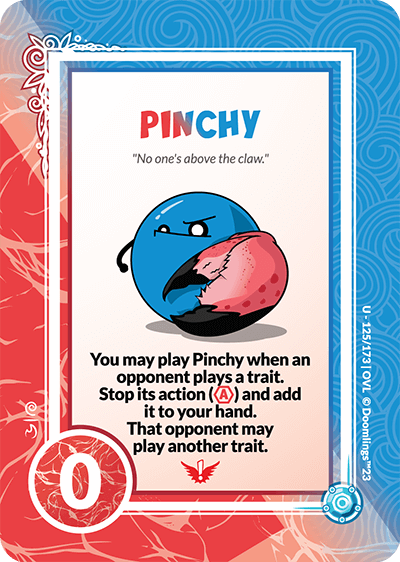 PINCHY
"No one's above the claw."
You may play Pinchy when an
opponent plays a trait.
Stop its action (A) and add
it to your hand.
That opponent may
play another trait.
0
U - 125/173 | OVL © Doomlings™23